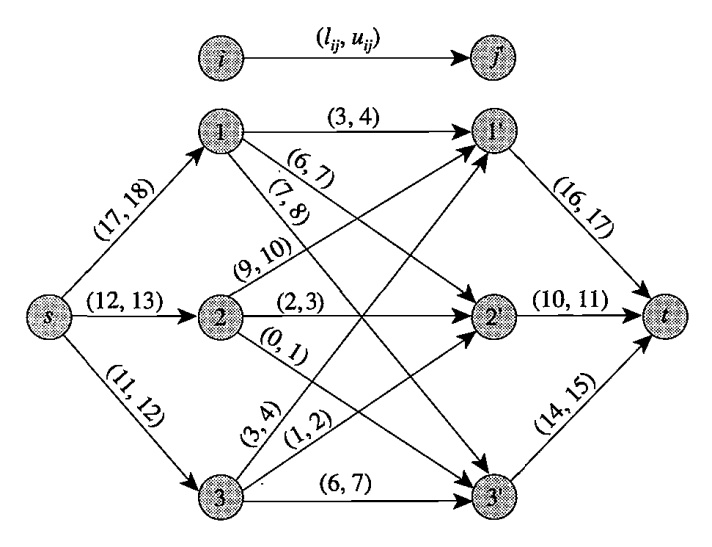 (l_ij, u_ij)
i j
1 (3, 4) 1'
(6, 7)
(7, 8)
(17, 18)
(16, 17)
(9, 10)
s (12, 13) 2 (2,3) 2' (10, 11) t
(0, 1)
(11, 12)
(14, 15)
(3, 4)
(1, 2)
3 (6, 7) 3'